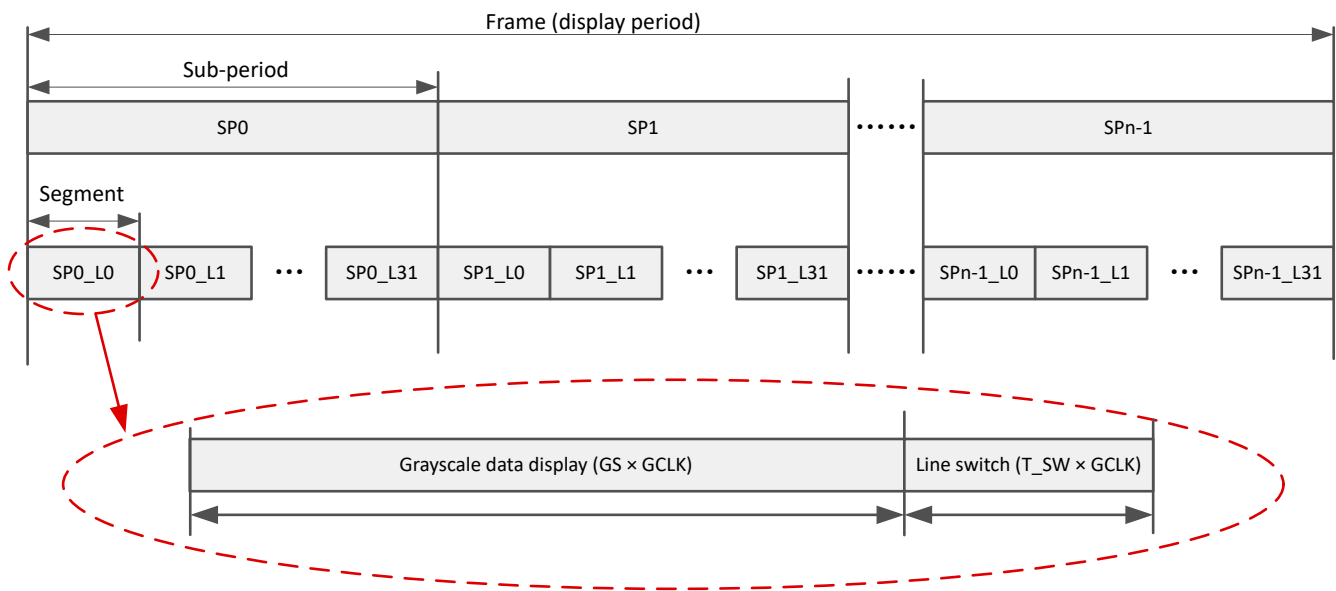 Frame (display period)
Sub-period
SP0 SP1 ······ SPn-1
Segment
SP0_L0 SP0_L1 ··· SP0_L31 SP1_L0 SP1_L1 ··· SP1_L31 ······ SPn-1_L0 SPn-1_L1 ··· SPn-1_L31
Grayscale data display (GS × GCLK) Line switch (T_SW × GCLK)